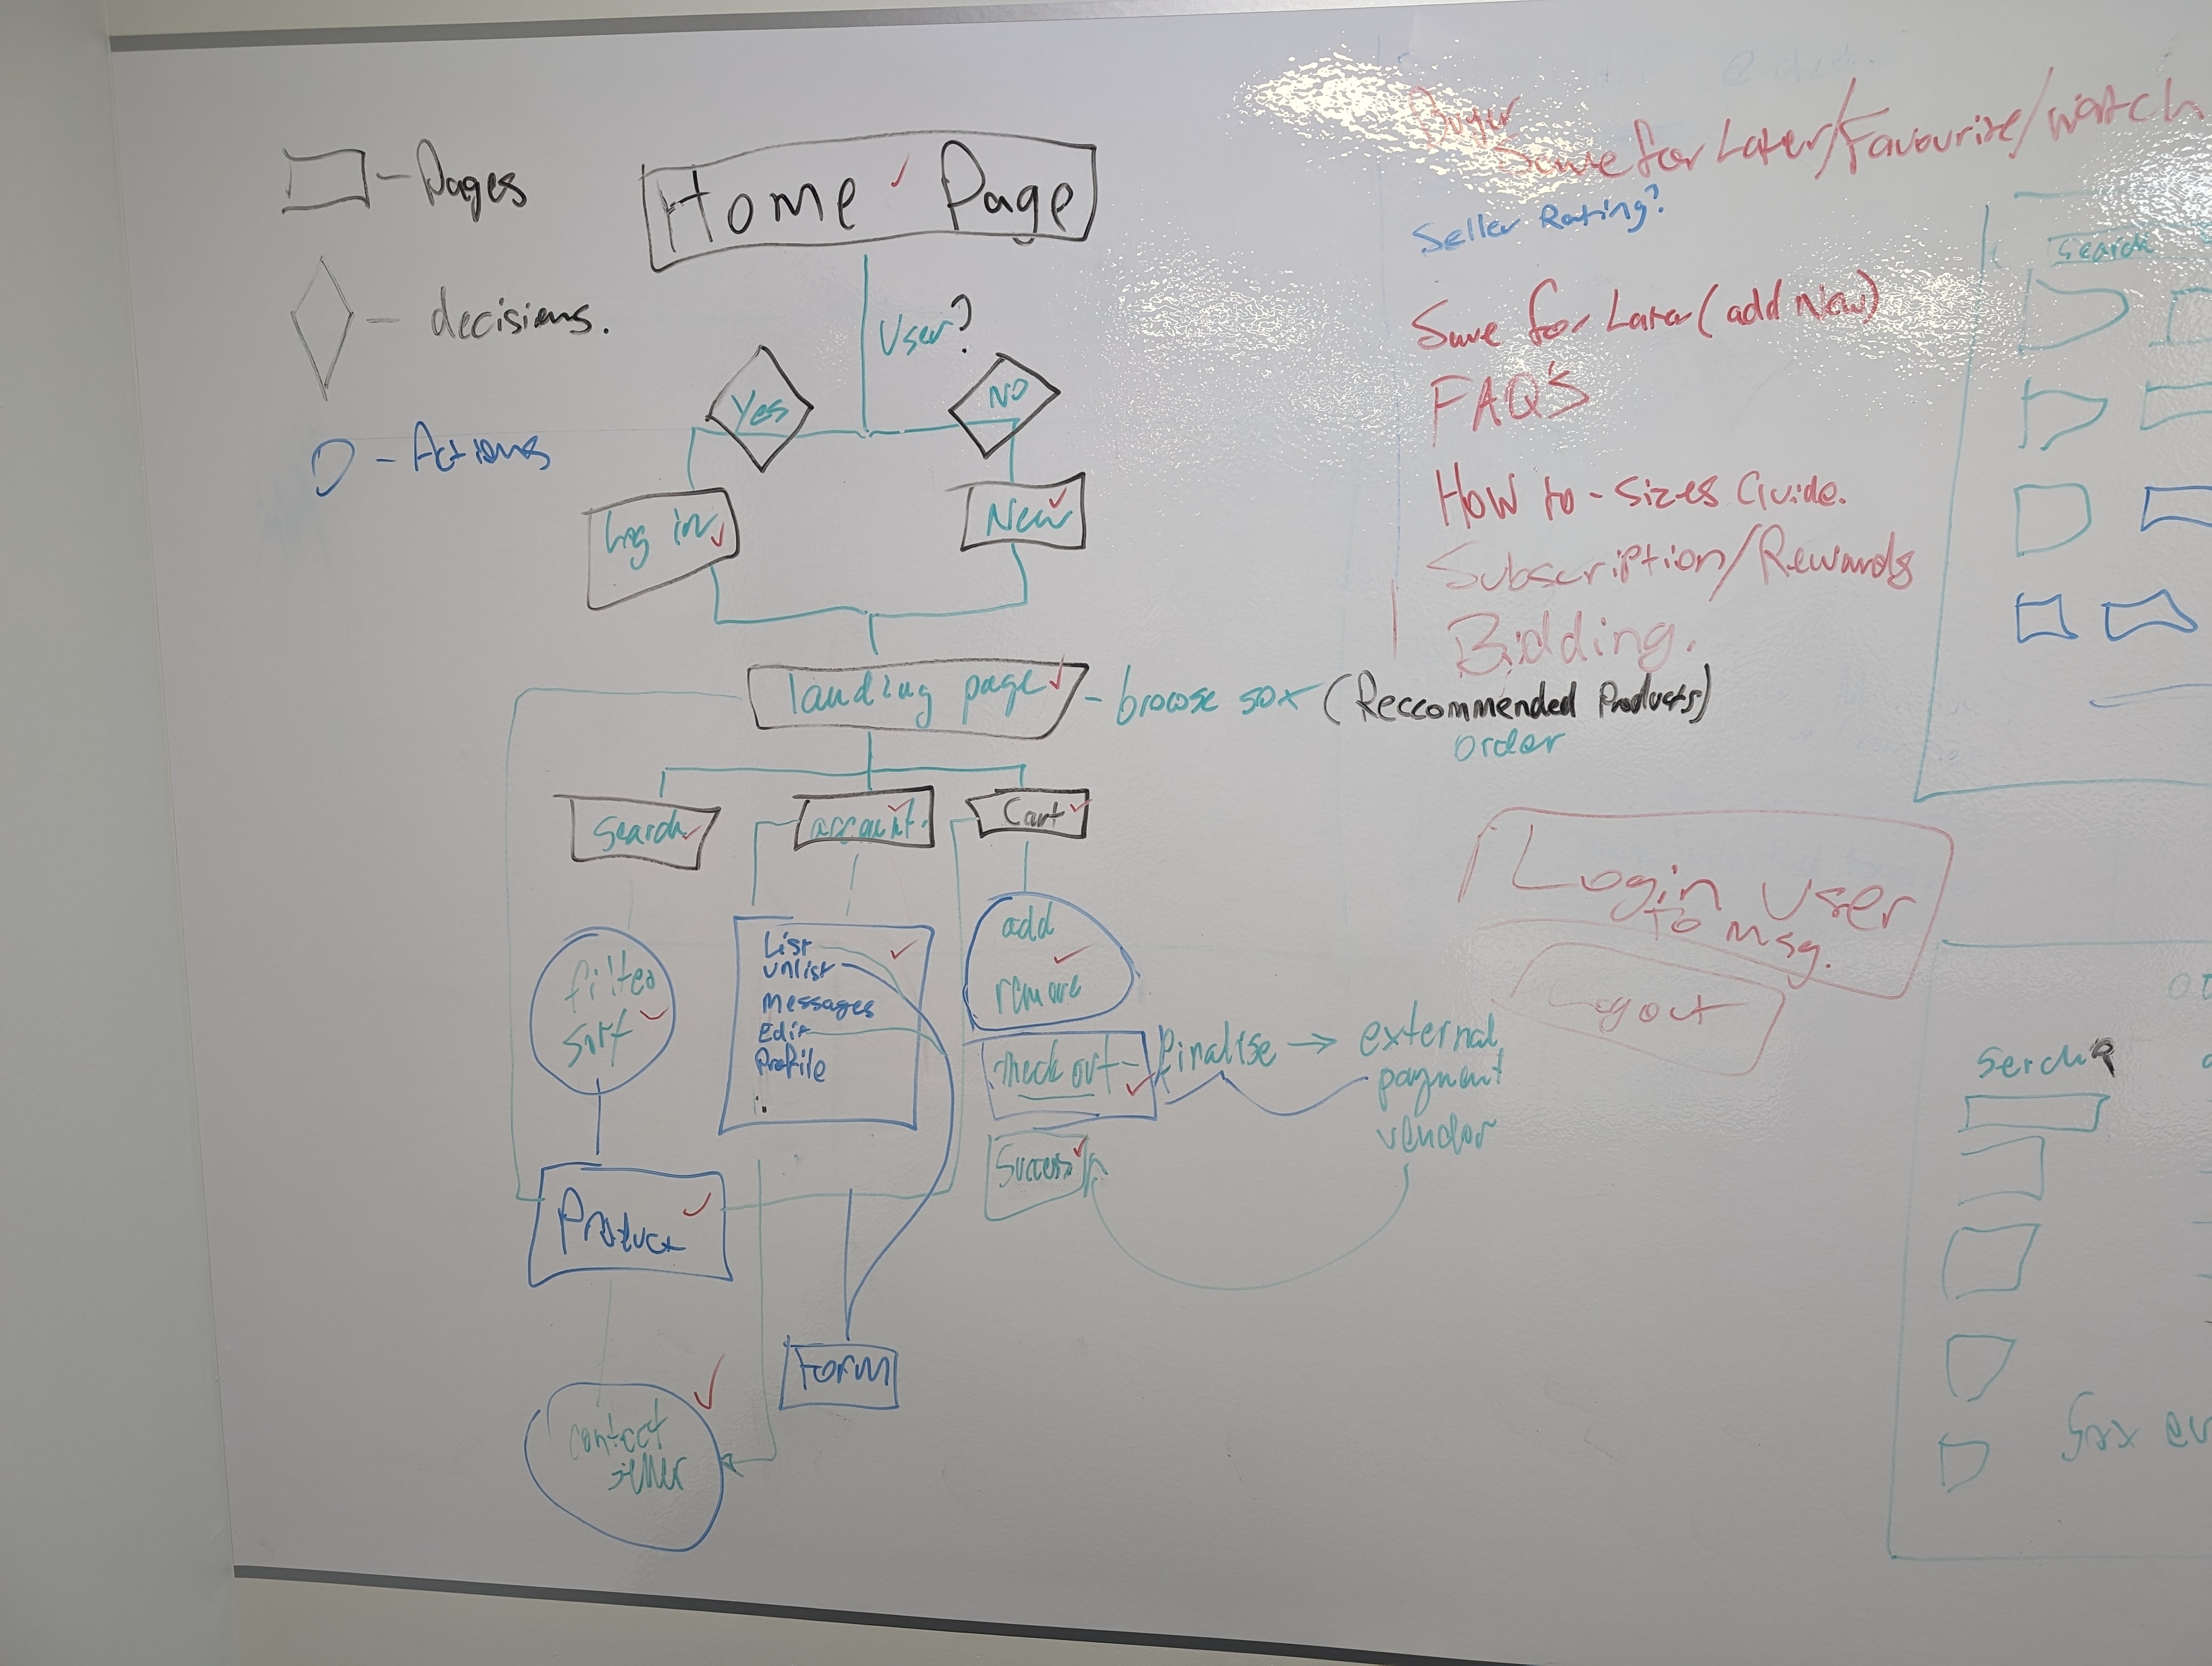 Pages
decisions.
Actions
Home Page
User?
Yes
NO
Log in
New
landing page - browse sox (Reccommended Products)
order
Search
account.
Cart
filter
sort
List
unlist
Messages
Edit
Profile
add
remove
check out - finalise → external
payment
vendor
Success
Product
Form
contact
seller
Buyer
Save for Later/Favourite/Watch
Seller Rating?
Save for Later (add New)
FAQ'S
How to - Sizes Guide.
Subscription/Rewards
Bidding.
Login User
To Msg.
Logout
Search
Serch